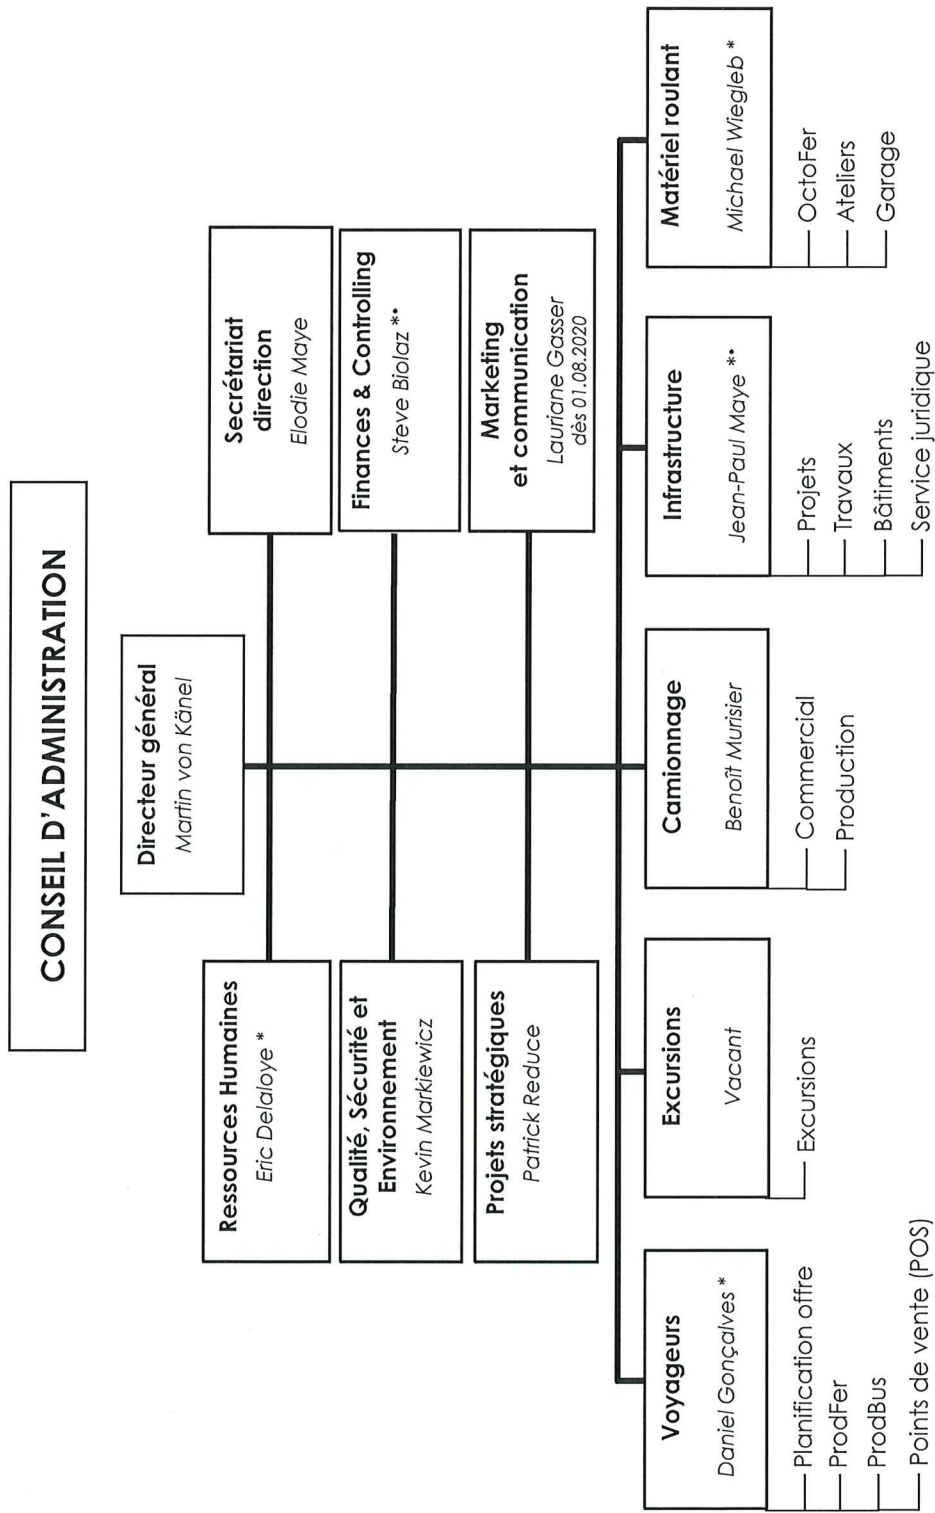 CONSEIL D'ADMINISTRATION
Directeur général
Martin von Känel
Ressources Humaines
Eric Delaloye *
Secrétariat
direction
Elodie Maye
Qualité, Sécurité et
Environnement
Kevin Markiewicz
Finances & Controlling
Steve Biolaz *•
Projets stratégiques
Patrick Reduce
Marketing
et communication
Lauriane Gasser
dès 01.08.2020
Voyageurs
Daniel Gonçalves *
Planification offre
ProdFer
ProdBus
Points de vente (POS)
Excursions
Vacant
Excursions
Camionnage
Benoît Murisier
Commercial
Production
Infrastructure
Jean-Paul Maye *•
Projets
Travaux
Bâtiments
Service juridique
Matériel roulant
Michael Wiegleb *
OctoFer
Ateliers
Garage